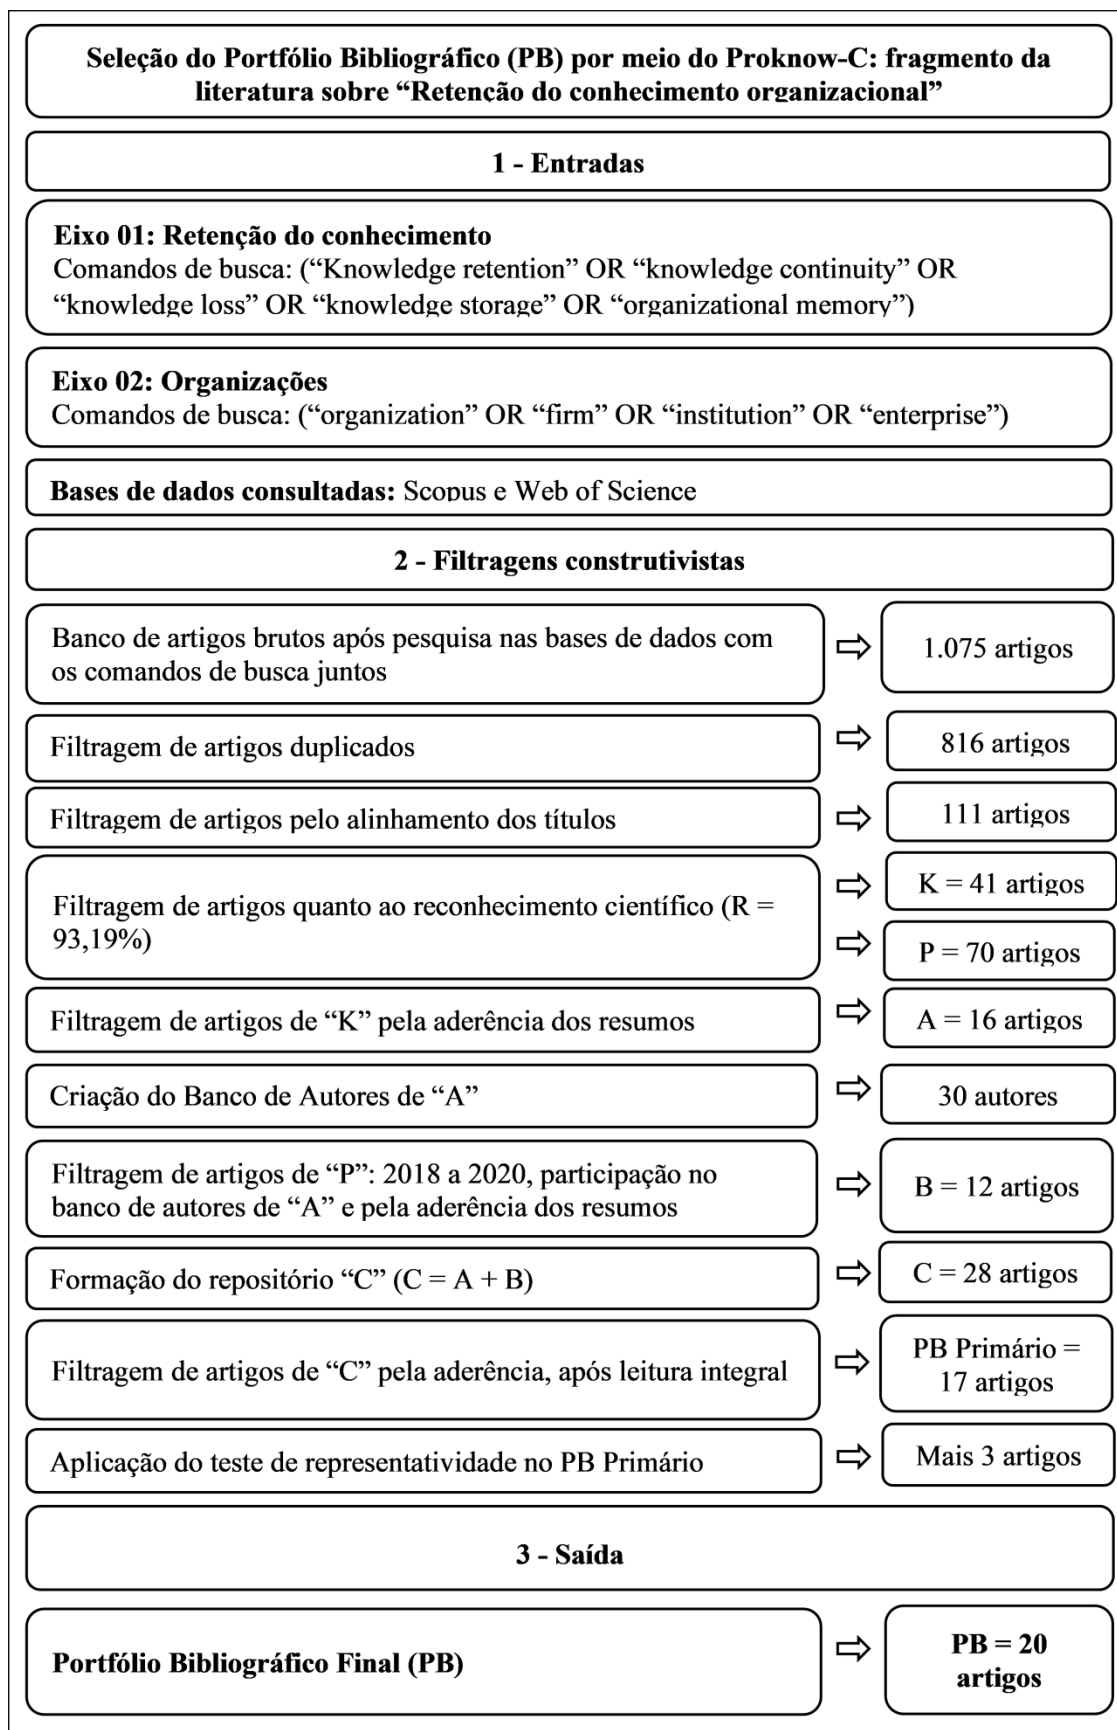 Seleção do Portfólio Bibliográfico (PB) por meio do Proknow-C: fragmento da
literatura sobre “Retenção do conhecimento organizacional”
1 - Entradas
Eixo 01: Retenção do conhecimento
Comandos de busca: (“Knowledge retention” OR “knowledge continuity” OR
“knowledge loss” OR “knowledge storage” OR “organizational memory”)
Eixo 02: Organizações
Comandos de busca: (“organization” OR “firm” OR “institution” OR “enterprise”)
Bases de dados consultadas: Scopus e Web of Science
2 - Filtragens construtivistas
Banco de artigos brutos após pesquisa nas bases de dados com
os comandos de busca juntos
1.075 artigos
Filtragem de artigos duplicados
816 artigos
Filtragem de artigos pelo alinhamento dos títulos
111 artigos
Filtragem de artigos quanto ao reconhecimento científico (R =
93,19%)
K = 41 artigos
P = 70 artigos
Filtragem de artigos de “K” pela aderência dos resumos
A = 16 artigos
Criação do Banco de Autores de “A”
30 autores
Filtragem de artigos de “P”: 2018 a 2020, participação no
banco de autores de “A” e pela aderência dos resumos
B = 12 artigos
Formação do repositório “C” (C = A + B)
C = 28 artigos
Filtragem de artigos de “C” pela aderência, após leitura integral
PB Primário =
17 artigos
Aplicação do teste de representatividade no PB Primário
Mais 3 artigos
3 - Saída
Portfólio Bibliográfico Final (PB)
PB = 20
artigos